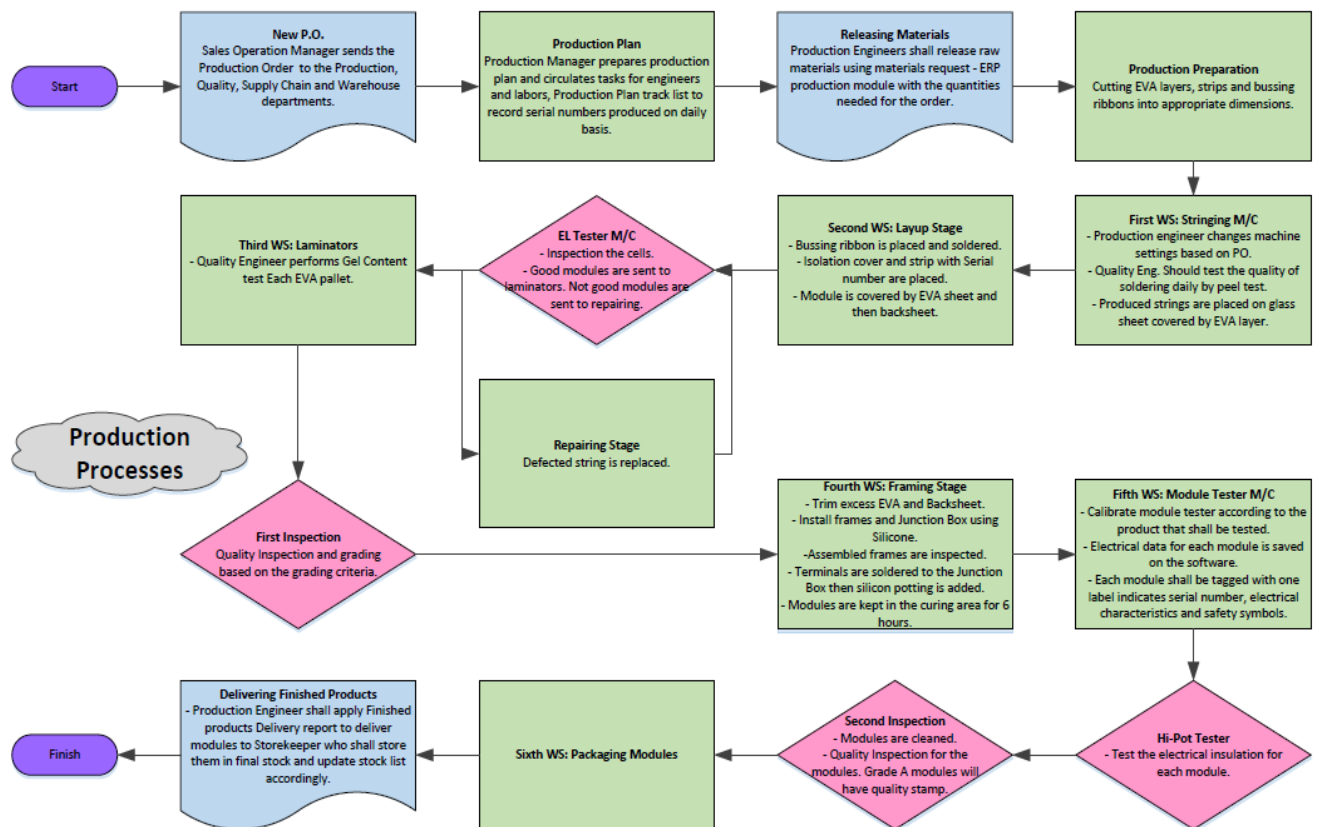 Start
New P.O.
Sales Operation Manager sends the
Production Order to the Production,
Quality, Supply Chain and Warehouse
departments.
Production Plan
Production Manager prepares production
plan and circulates tasks for engineers
and labors, Production Plan track list to
record serial numbers produced on daily
basis.
Releasing Materials
Production Engineers shall release raw
materials using materials request - ERP
production module with the quantities
needed for the order.
Production Preparation
Cutting EVA layers, strips and bussing
ribbons into appropriate dimensions.
First WS: Stringing M/C
- Production engineer changes machine
settings based on PO.
- Quality Eng. Should test the quality of
soldering daily by peel test.
- Produced strings are placed on glass
sheet covered by EVA layer.
Second WS: Layup Stage
- Bussing ribbon is placed and soldered.
- Isolation cover and strip with Serial
number are placed.
- Module is covered by EVA sheet and
then backsheet.
EL Tester M/C
- Inspection the cells.
- Good modules are sent to
laminators. Not good modules are
sent to repairing.
Third WS: Laminators
- Quality Engineer performs Gel Content
test Each EVA pallet.
Repairing Stage
Defected string is replaced.
Production
Processes
First Inspection
Quality Inspection and grading
based on the grading criteria.
Fourth WS: Framing Stage
- Trim excess EVA and Backsheet.
- Install frames and Junction Box using
Silicone.
-Assembled frames are inspected.
- Terminals are soldered to the Junction
Box then silicon potting is added.
- Modules are kept in the curing area for 6
hours.
Fifth WS: Module Tester M/C
- Calibrate module tester according to the
product that shall be tested.
- Electrical data for each module is saved
on the software.
- Each module shall be tagged with one
label indicates serial number, electrical
characteristics and safety symbols.
Hi-Pot Tester
- Test the electrical insulation for
each module.
Second Inspection
- Modules are cleaned.
- Quality Inspection for the
modules. Grade A modules will
have quality stamp.
Sixth WS: Packaging Modules
Delivering Finished Products
- Production Engineer shall apply Finished
products Delivery report to deliver
modules to Storekeeper who shall store
them in final stock and update stock list
accordingly.
Finish